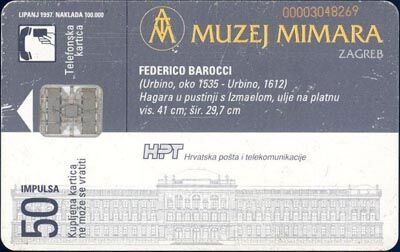 LIPANJ 1997. NAKLADA 100.000
00003048269
MUZEJ MIMARA
ZAGREB
Telefonska
kartica
FEDERICO BAROCCI
(Urbino, oko 1535 - Urbino, 1612)
Hagara u pustinji s Izmaelom, ulje na platnu
vis. 41 cm; šir. 29,7 cm
HPT Hrvatska pošta i telekomunikacije
50 IMPULSA
Kupljena kartica
ne može se vratiti